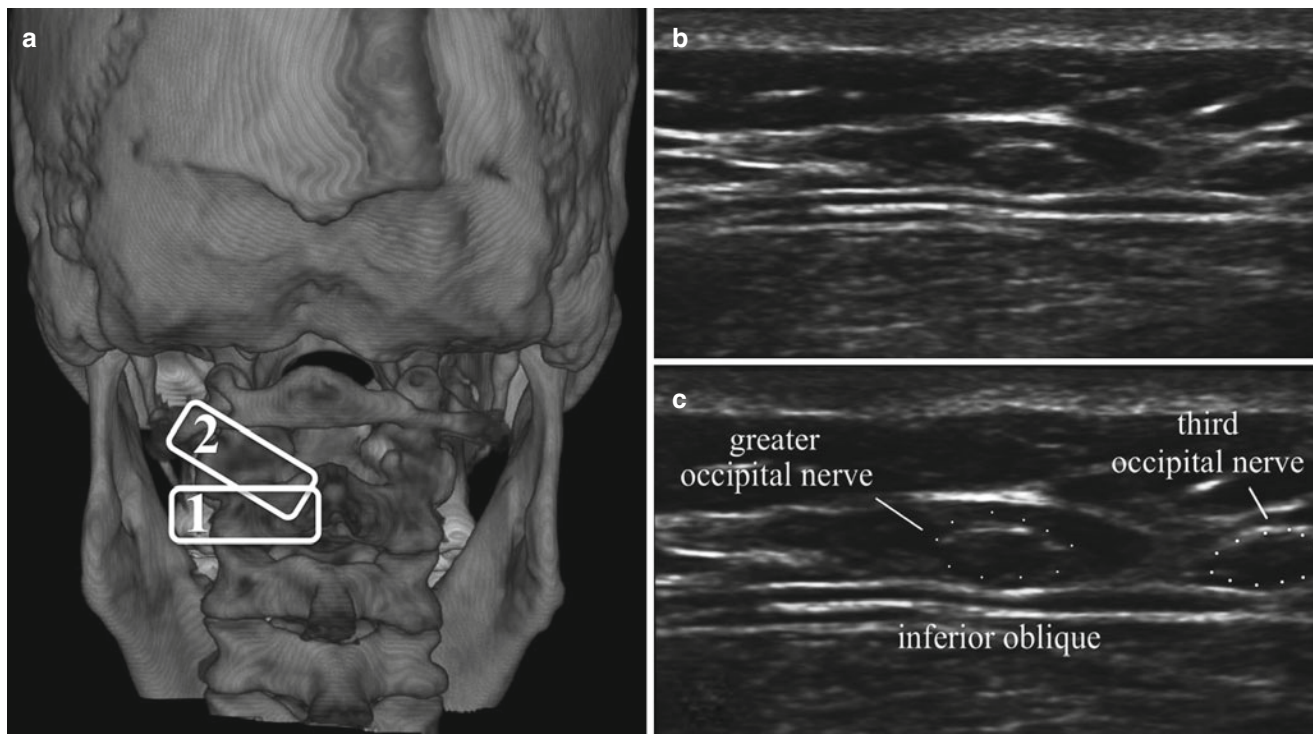 a
2
1
b
c
greater
occipital nerve
third
occipital nerve
inferior oblique